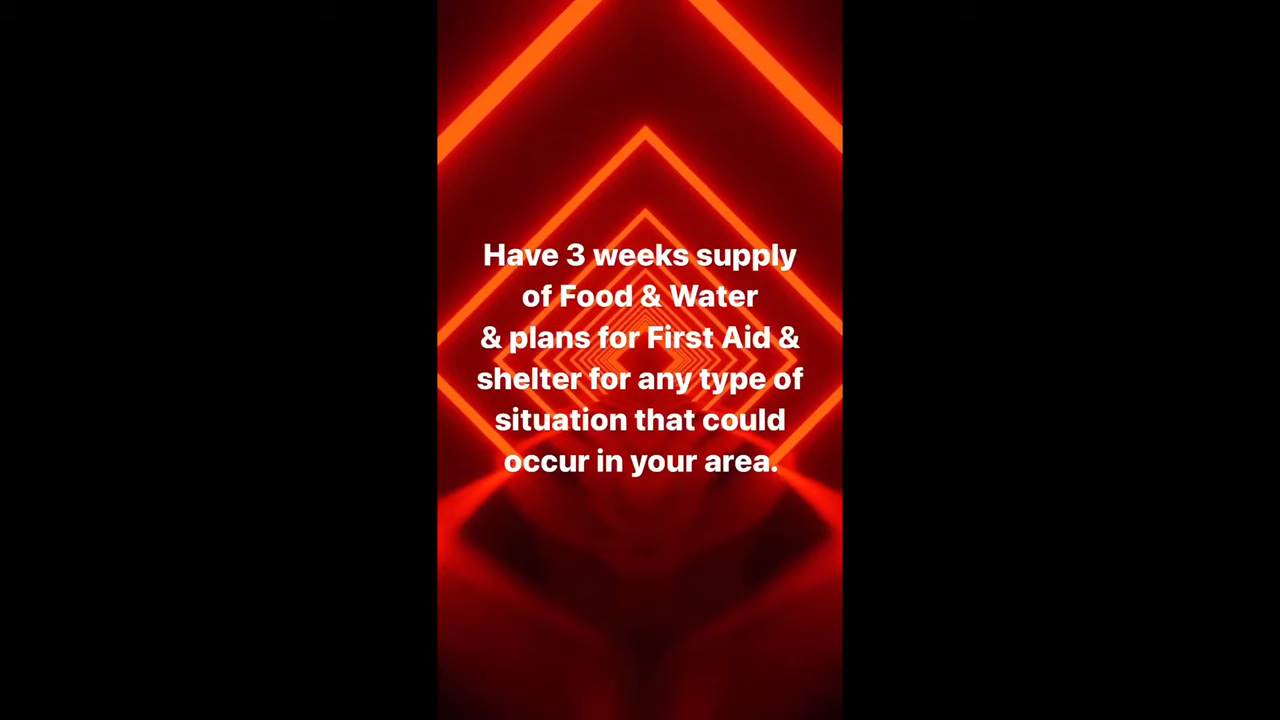 Have 3 weeks supply
of Food & Water
& plans for First Aid &
shelter for any type of
situation that could
occur in your area.